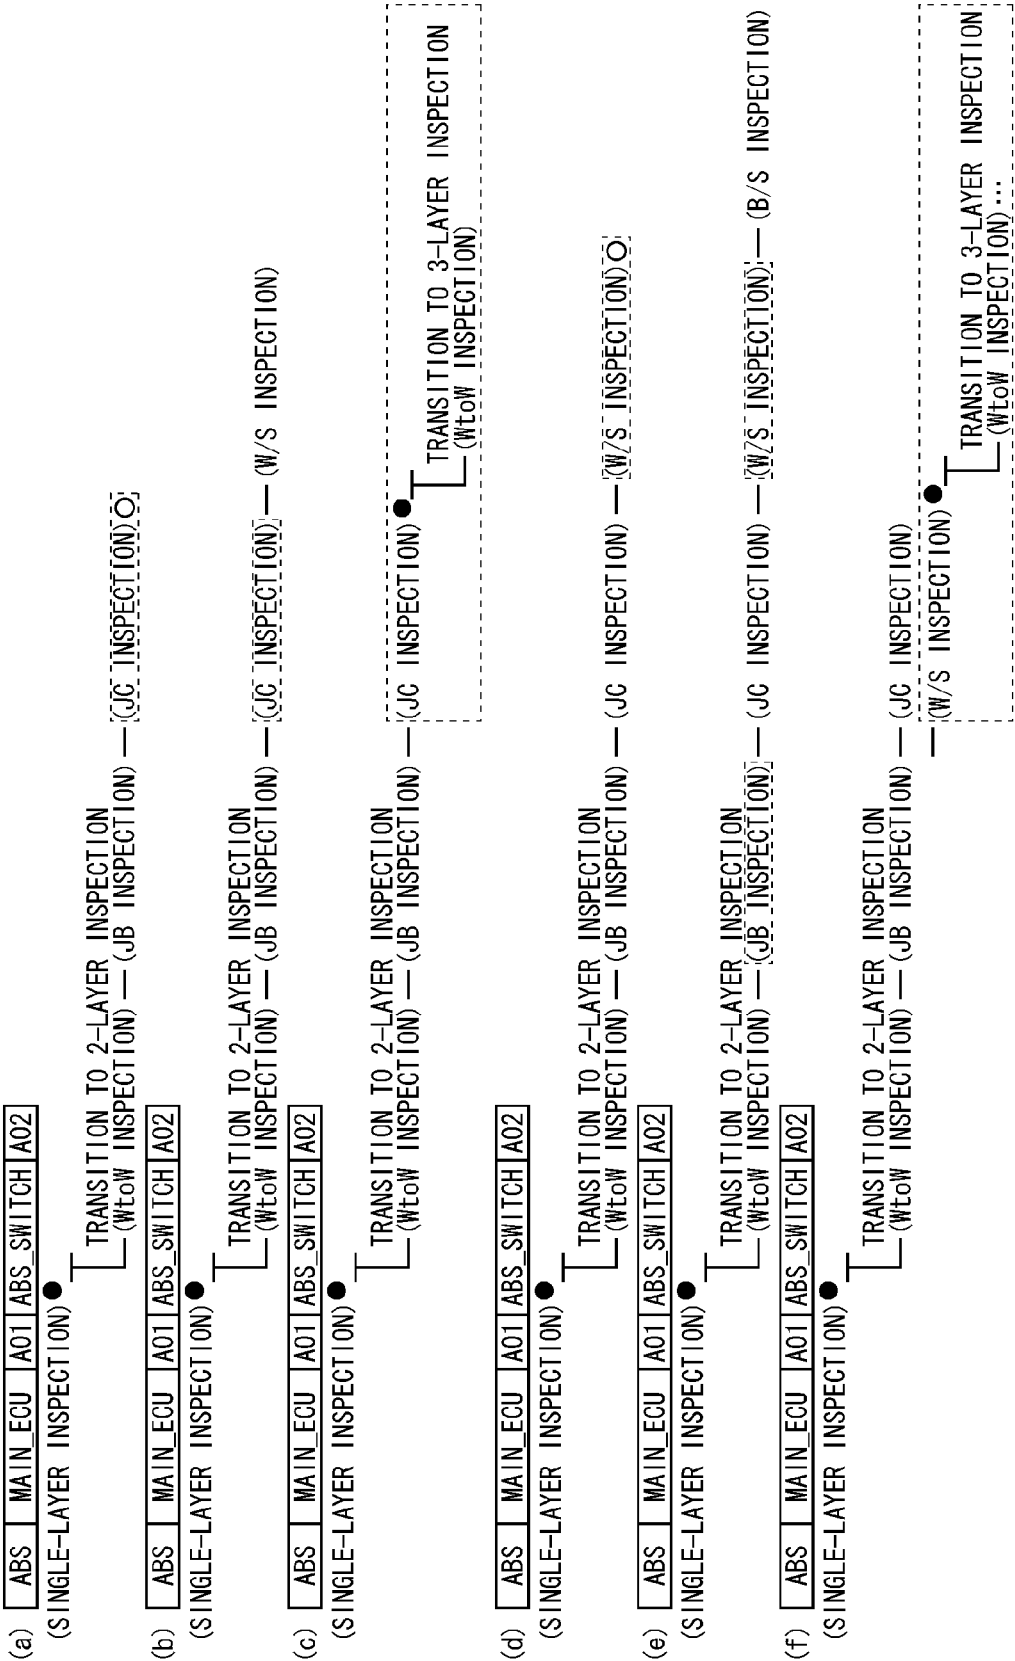 (a)
ABS MAIN_ECU A01 ABS_SWITCH A02
(SINGLE-LAYER INSPECTION)●
TRANSITION TO 2-LAYER INSPECTION
(WtoW INSPECTION) — (JB INSPECTION) — (JC INSPECTION)○
(b)
ABS MAIN_ECU A01 ABS_SWITCH A02
(SINGLE-LAYER INSPECTION)●
TRANSITION TO 2-LAYER INSPECTION
(WtoW INSPECTION) — (JB INSPECTION) — (JC INSPECTION) — (W/S INSPECTION)
(c)
ABS MAIN_ECU A01 ABS_SWITCH A02
(SINGLE-LAYER INSPECTION)●
TRANSITION TO 2-LAYER INSPECTION
(WtoW INSPECTION) — (JB INSPECTION) — (JC INSPECTION)●
TRANSITION TO 3-LAYER INSPECTION
(WtoW INSPECTION)
(d)
ABS MAIN_ECU A01 ABS_SWITCH A02
(SINGLE-LAYER INSPECTION)●
TRANSITION TO 2-LAYER INSPECTION
(WtoW INSPECTION) — (JB INSPECTION) — (JC INSPECTION) — (W/S INSPECTION)○
(e)
ABS MAIN_ECU A01 ABS_SWITCH A02
(SINGLE-LAYER INSPECTION)●
TRANSITION TO 2-LAYER INSPECTION
(WtoW INSPECTION) — (JB INSPECTION) — (JC INSPECTION) — (W/S INSPECTION) — (B/S INSPECTION)
(f)
ABS MAIN_ECU A01 ABS_SWITCH A02
(SINGLE-LAYER INSPECTION)●
TRANSITION TO 2-LAYER INSPECTION
(WtoW INSPECTION) — (JB INSPECTION) — (JC INSPECTION)
— (W/S INSPECTION)●
TRANSITION TO 3-LAYER INSPECTION
(WtoW INSPECTION)...